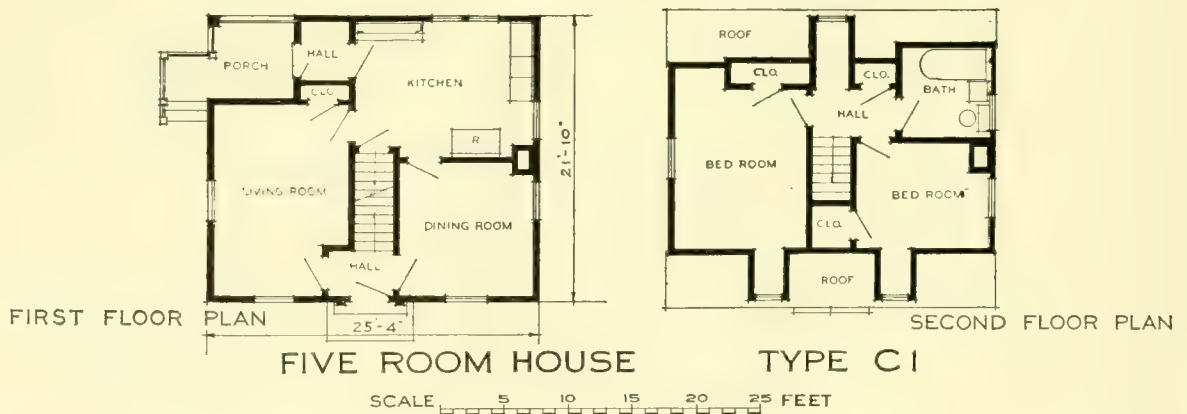 PORCH
HALL
CLO.
KITCHEN
R
LIVING ROOM
DINING ROOM
HALL
21'-10"
25'-4"
FIRST FLOOR PLAN
ROOF
CLO.
CLO.
BATH
HALL
BED ROOM
BED ROOM
CLO.
ROOF
SECOND FLOOR PLAN
FIVE ROOM HOUSE TYPE C1
SCALE 5 10 15 20 25 FEET